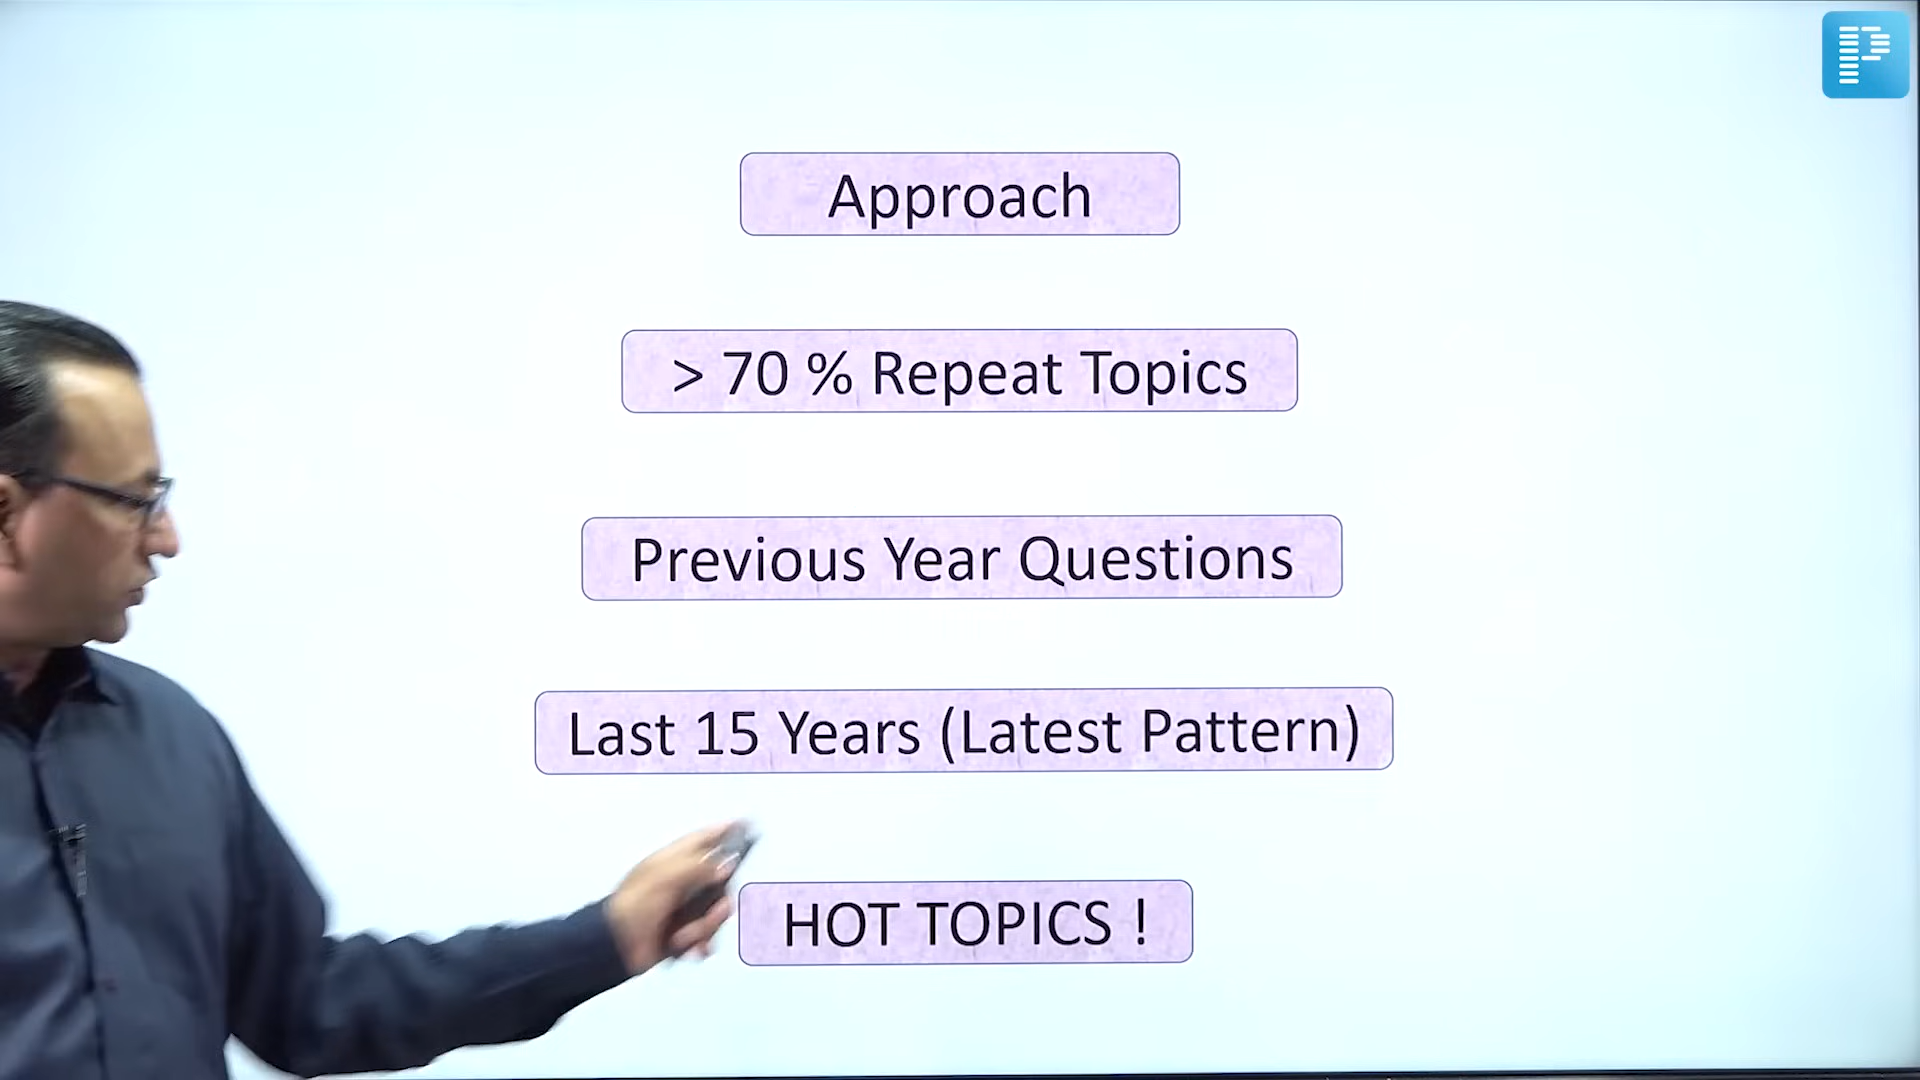 Approach
> 70 % Repeat Topics
Previous Year Questions
Last 15 Years (Latest Pattern)
HOT TOPICS !